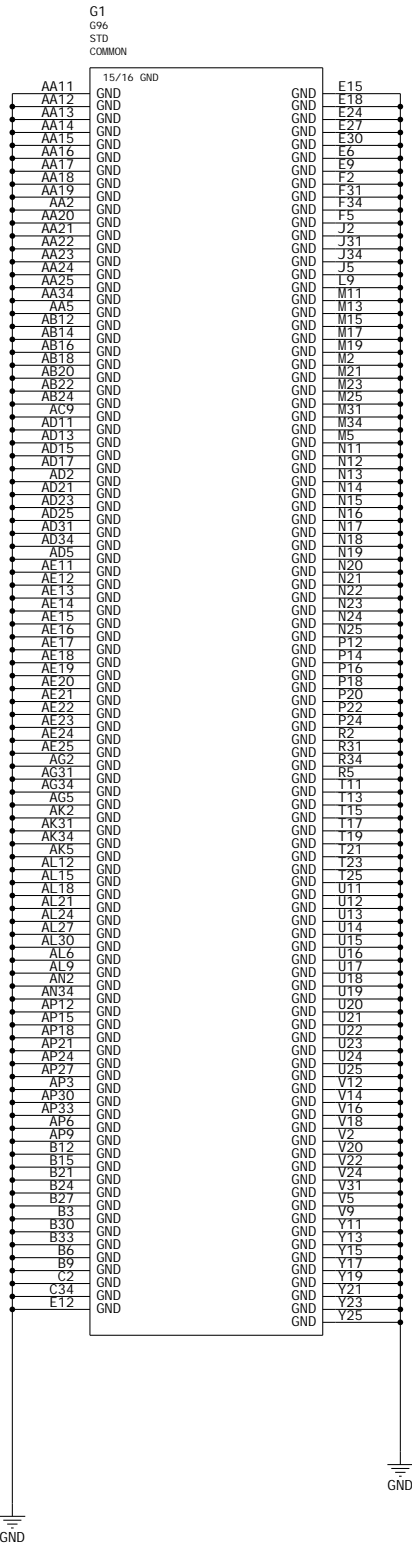 G1
G96
STD
COMMON
15/16 GND
AA11 GND GND E15
AA12 GND GND E18
AA13 GND GND E24
AA14 GND GND E27
AA15 GND GND E30
AA16 GND GND E6
AA17 GND GND E9
AA18 GND GND F2
AA19 GND GND F31
AA2 GND GND F34
AA20 GND GND F5
AA21 GND GND J2
AA22 GND GND J31
AA23 GND GND J34
AA24 GND GND J5
AA25 GND GND L9
AA34 GND GND M11
AA5 GND GND M13
AB12 GND GND M15
AB14 GND GND M17
AB16 GND GND M19
AB18 GND GND M2
AB20 GND GND M21
AB22 GND GND M23
AB24 GND GND M25
AC9 GND GND M31
AD11 GND GND M34
AD13 GND GND M5
AD15 GND GND N11
AD17 GND GND N12
AD2 GND GND N13
AD21 GND GND N14
AD23 GND GND N15
AD25 GND GND N16
AD31 GND GND N17
AD34 GND GND N18
AD5 GND GND N19
AE11 GND GND N20
AE12 GND GND N21
AE13 GND GND N22
AE14 GND GND N23
AE15 GND GND N24
AE16 GND GND N25
AE17 GND GND P12
AE18 GND GND P14
AE19 GND GND P16
AE20 GND GND P18
AE21 GND GND P20
AE22 GND GND P22
AE23 GND GND P24
AE24 GND GND R2
AE25 GND GND R31
AG2 GND GND R34
AG31 GND GND R5
AG34 GND GND T11
AG5 GND GND T13
AK2 GND GND T15
AK31 GND GND T17
AK34 GND GND T19
AK5 GND GND T21
AL12 GND GND T23
AL15 GND GND T25
AL18 GND GND U11
AL21 GND GND U12
AL24 GND GND U13
AL27 GND GND U14
AL30 GND GND U15
AL6 GND GND U16
AL9 GND GND U17
AN2 GND GND U18
AN34 GND GND U19
AP12 GND GND U20
AP15 GND GND U21
AP18 GND GND U22
AP21 GND GND U23
AP24 GND GND U24
AP27 GND GND U25
AP3 GND GND V12
AP30 GND GND V14
AP33 GND GND V16
AP6 GND GND V18
AP9 GND GND V2
B12 GND GND V20
B15 GND GND V22
B21 GND GND V24
B24 GND GND V31
B27 GND GND V5
B3 GND GND V9
B30 GND GND Y11
B33 GND GND Y13
B6 GND GND Y15
B9 GND GND Y17
C2 GND GND Y19
C34 GND GND Y21
E12 GND GND Y23
GND Y25
GND
GND